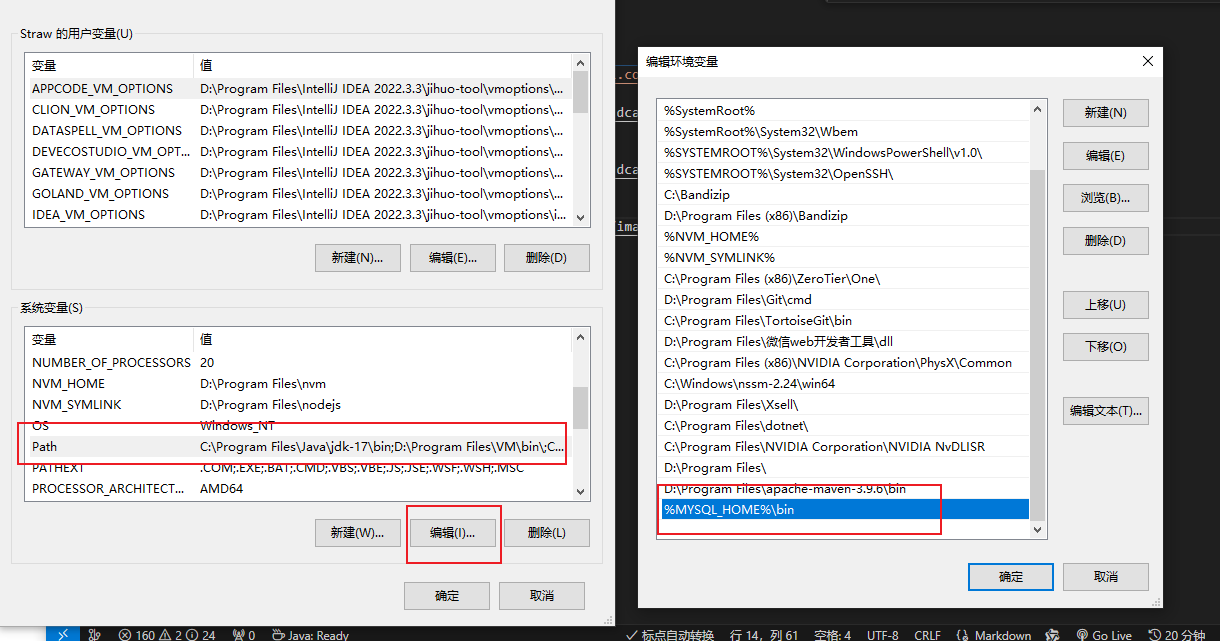 Straw 的用户变量(U)
变量 值
APPCODE_VM_OPTIONS D:\Program Files\IntelliJ IDEA 2022.3.3\jihuo-tool\vmoptions\...
CLION_VM_OPTIONS D:\Program Files\IntelliJ IDEA 2022.3.3\jihuo-tool\vmoptions\...
DATASPELL_VM_OPTIONS D:\Program Files\IntelliJ IDEA 2022.3.3\jihuo-tool\vmoptions\...
DEVECOSTUDIO_VM_OPT... D:\Program Files\IntelliJ IDEA 2022.3.3\jihuo-tool\vmoptions\...
GATEWAY_VM_OPTIONS D:\Program Files\IntelliJ IDEA 2022.3.3\jihuo-tool\vmoptions\...
GOLAND_VM_OPTIONS D:\Program Files\IntelliJ IDEA 2022.3.3\jihuo-tool\vmoptions\...
IDEA_VM_OPTIONS D:\Program Files\IntelliJ IDEA 2022.3.3\jihuo-tool\vmoptions\i...
新建(N)... 编辑(E)... 删除(D)
系统变量(S)
变量 值
NUMBER_OF_PROCESSORS 20
NVM_HOME D:\Program Files\nvm
NVM_SYMLINK D:\Program Files\nodejs
OS Windows_NT
Path C:\Program Files\Java\jdk-17\bin;D:\Program Files\VM\bin\;C...
PATHEXT .COM;.EXE;.BAT;.CMD;.VBS;.VBE;.JS;.JSE;.WSF;.WSH;.MSC
PROCESSOR_ARCHITECT... AMD64
新建(W)... 编辑(I)... 删除(L)
确定 取消
.co
dca
dca
ima
编辑环境变量
%SystemRoot%
%SystemRoot%\System32\Wbem
%SYSTEMROOT%\System32\WindowsPowerShell\v1.0\
%SYSTEMROOT%\System32\OpenSSH\
C:\Bandizip
D:\Program Files (x86)\Bandizip
%NVM_HOME%
%NVM_SYMLINK%
C:\Program Files (x86)\ZeroTier\One\
D:\Program Files\Git\cmd
C:\Program Files\TortoiseGit\bin
D:\Program Files\微信web开发者工具\dll
C:\Program Files (x86)\NVIDIA Corporation\PhysX\Common
C:\Windows\nssm-2.24\win64
D:\Program Files\Xsell\
C:\Program Files\dotnet\
C:\Program Files\NVIDIA Corporation\NVIDIA NvDLISR
D:\Program Files\
D:\Program Files\apache-maven-3.9.6\bin
%MYSQL_HOME%\bin
新建(N)
编辑(E)
浏览(B)...
删除(D)
上移(U)
下移(O)
编辑文本(T)...
确定 取消
160 2 24 0 Java: Ready 标点自动转换 行 14，列 61 空格: 4 UTF-8 CRLF {} Markdown Go Live 20 分钟